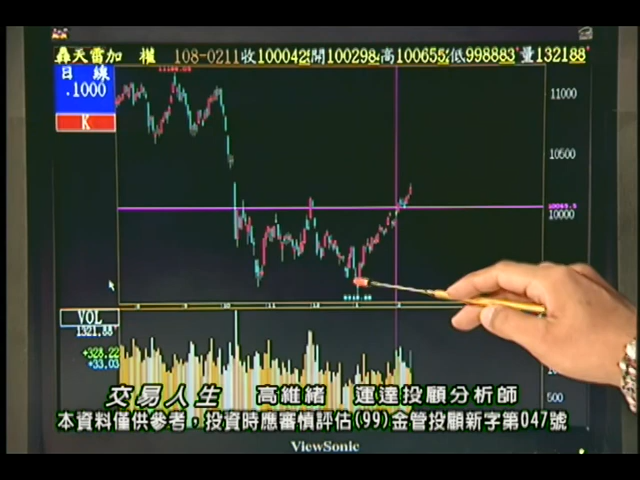 轟天雷加 權 108-0211收1000425開100298高1006552低998883量132188
日 線
.1000
K
11000
10500
10000
VOL
1321.88
+328.22
+33.03
500
交易人生 高維緒 運達投顧分析師
本資料僅供參考，投資時應審慎評估(99)金管投顧新字第047號
ViewSonic